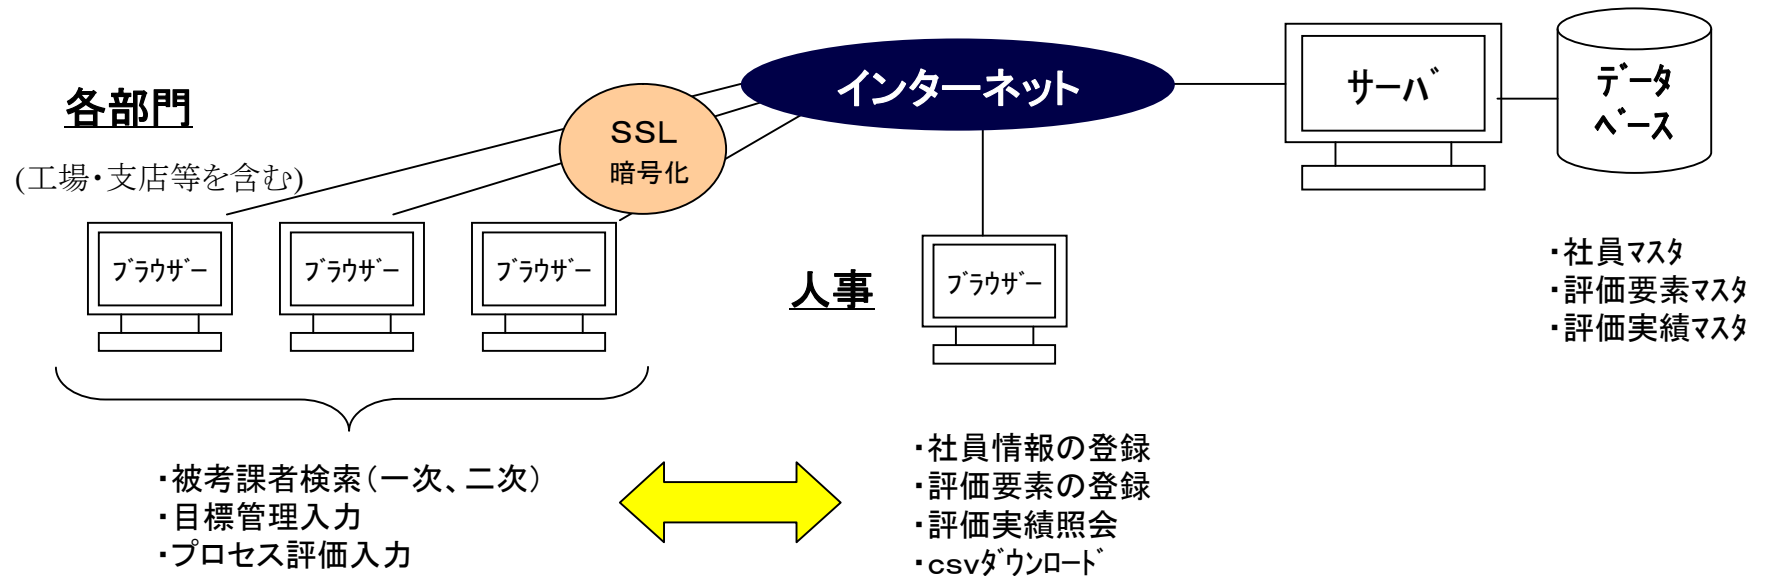 各部門
(工場・支店等を含む)
ﾌﾞﾗｳｻﾞｰ
ﾌﾞﾗｳｻﾞｰ
ﾌﾞﾗｳｻﾞｰ
SSL
暗号化
インターネット
サーバ
ﾃﾞｰﾀ
ﾍﾞｰｽ
人事
ﾌﾞﾗｳｻﾞｰ
・社員ﾏｽﾀ
・評価要素ﾏｽﾀ
・評価実績ﾏｽﾀ
・被考課者検索(一次、二次)
・目標管理入力
・プロセス評価入力
・社員情報の登録
・評価要素の登録
・評価実績照会
・csvﾀﾞｳﾝﾛｰﾄﾞ